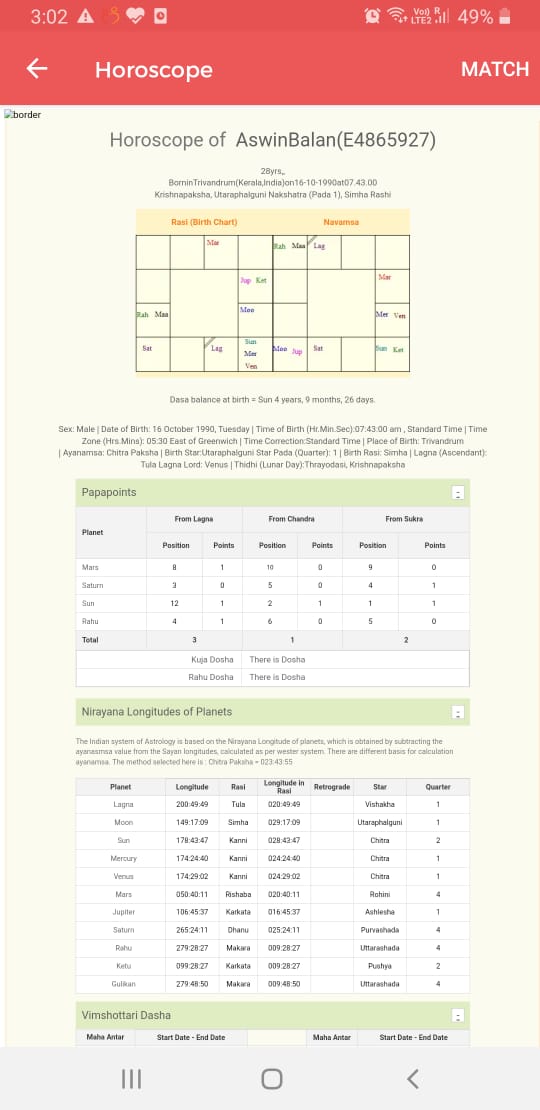 3:02
Vo)) R
LTE2
49%
Horoscope
MATCH
border
Horoscope of AswinBalan(E4865927)
28yrs,,
BorninTrivandrum(Kerala,India)on16-10-1990at07.43.00
Krishnapaksha, Utaraphalguni Nakshatra (Pada 1), Simha Rashi
Rasi (Birth Chart) Navamsa
Mar Rah Maa Lag
Jup Ket Mar
Rah Maa Moo Mer Ven
Sat Lag Sun Mer Ven Moo Jup Sat Sun Ket
Dasa balance at birth = Sun 4 years, 9 months, 26 days.
Sex: Male | Date of Birth: 16 October 1990, Tuesday | Time of Birth (Hr.Min.Sec):07:43:00 am , Standard Time | Time
Zone (Hrs.Mins): 05:30 East of Greenwich | Time Correction:Standard Time | Place of Birth: Trivandrum
| Ayanamsa: Chitra Paksha | Birth Star:Utaraphalguni Star Pada (Quarter): 1 | Birth Rasi: Simha | Lagna (Ascendant):
Tula Lagna Lord: Venus | Thidhi (Lunar Day):Thrayodasi, Krishnapaksha
Papapoints -
From Lagna From Chandra From Sukra
Planet
Position Points Position Points Position Points
Mars 8 1 10 0 9 0
Saturn 3 0 5 0 4 1
Sun 12 1 2 1 1 1
Rahu 4 1 6 0 5 0
Total 3 1 2
Kuja Dosha There is Dosha
Rahu Dosha There is Dosha
Nirayana Longitudes of Planets -
The Indian system of Astrology is based on the Nirayana Longitude of planets, which is obtained by subtracting the
ayanasmsa value from the Sayan longitudes, calculated as per wester system. There are different basis for calculation
ayanamsa. The method selected here is : Chitra Paksha = 023:43:55
Planet Longitude Rasi Longitude in Rasi Retrograde Star Quarter
Lagna 200:49:49 Tula 020:49:49 Vishakha 1
Moon 149:17:09 Simha 029:17:09 Utaraphalguni 1
Sun 178:43:47 Kanni 028:43:47 Chitra 2
Mercury 174:24:40 Kanni 024:24:40 Chitra 1
Venus 174:29:02 Kanni 024:29:02 Chitra 1
Mars 050:40:11 Rishaba 020:40:11 Rohini 4
Jupiter 106:45:37 Karkata 016:45:37 Ashlesha 1
Saturn 265:24:11 Dhanu 025:24:11 Purvashada 4
Rahu 279:28:27 Makara 009:28:27 Uttarashada 4
Ketu 099:28:27 Karkata 009:28:27 Pushya 2
Gulikan 279:48:50 Makara 009:48:50 Uttarashada 4
Vimshottari Dasha -
Maha Antar Start Date - End Date Maha Antar Start Date - End Date